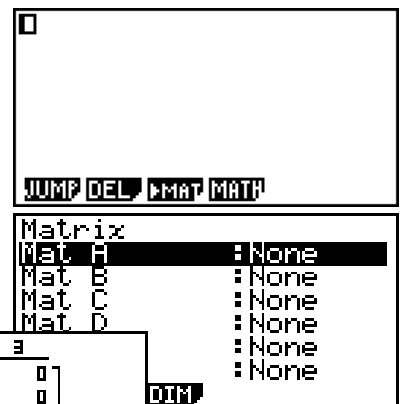 JUMP DEL ▶MAT MATH
Matrix
Mat A :None
Mat B :None
Mat C :None
Mat D :None
:None
:None
3
0
0
DIM